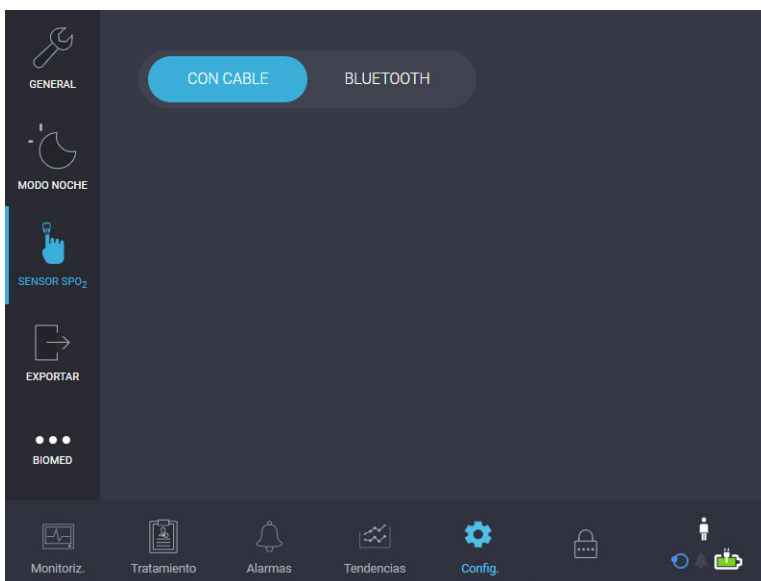 GENERAL
MODO NOCHE
SENSOR SPO₂
EXPORTAR
BIOMED
CON CABLE
BLUETOOTH
Monitoriz.
Tratamiento
Alarmas
Tendencias
Config.